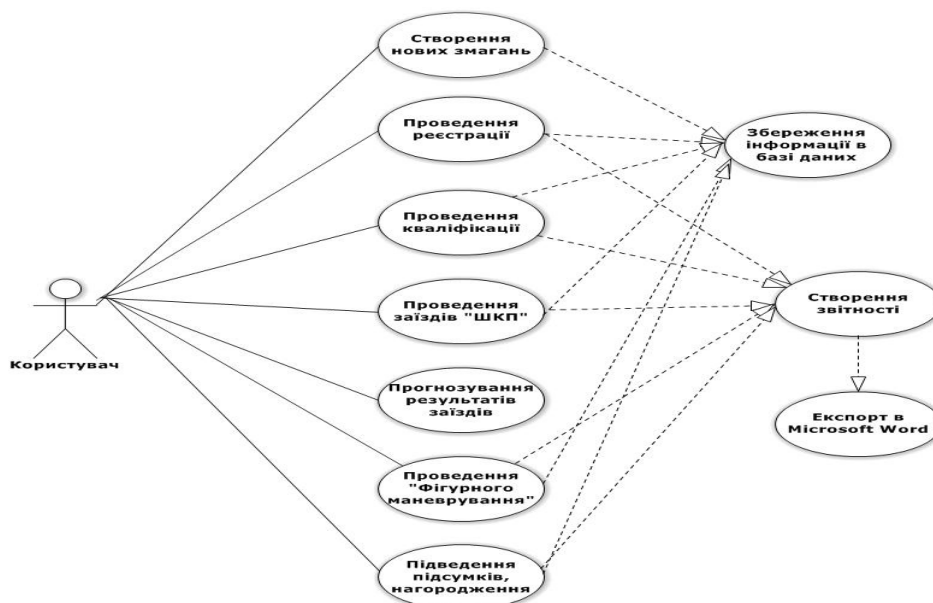 Створення
нових змагань
Проведення
реєстрації
Збереження
інформації в
базі даних
Проведення
кваліфікації
Проведення
заїздів "ШКП"
Створення
звітності
Користувач
Прогнозування
результатів
заїздів
Експорт в
Microsoft Word
Проведення
"Фігурного
маневрування"
Підведення
підсумків,
нагородження